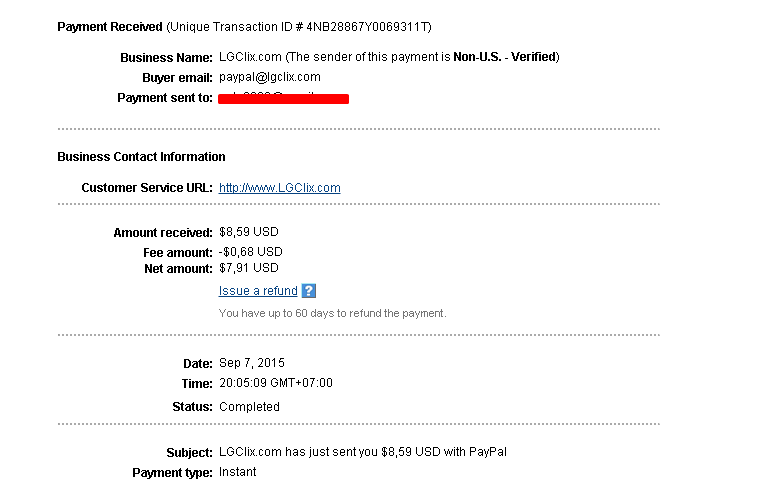 Payment Received (Unique Transaction ID # 4NB28867Y0069311T)
Business Name: LGClix.com (The sender of this payment is Non-U.S. - Verified)
Buyer email: paypal@lgclix.com
Payment sent to:
Business Contact Information
Customer Service URL: http://www.LGClix.com
Amount received: $8,59 USD
Fee amount: -$0,68 USD
Net amount: $7,91 USD
Issue a refund ?
You have up to 60 days to refund the payment.
Date: Sep 7, 2015
Time: 20:05:09 GMT+07:00
Status: Completed
Subject: LGClix.com has just sent you $8,59 USD with PayPal
Payment type: Instant